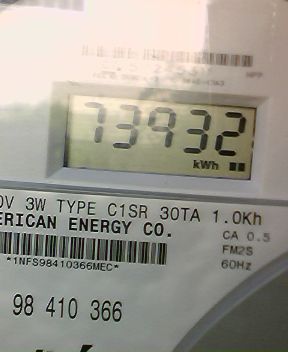 73932
kWh
0V 3W TYPE C1SR 30TA 1.0Kh
ERICAN ENERGY CO.
CA 0.5
FM2S
60Hz
*1NFS98410366MEC*
98 410 366